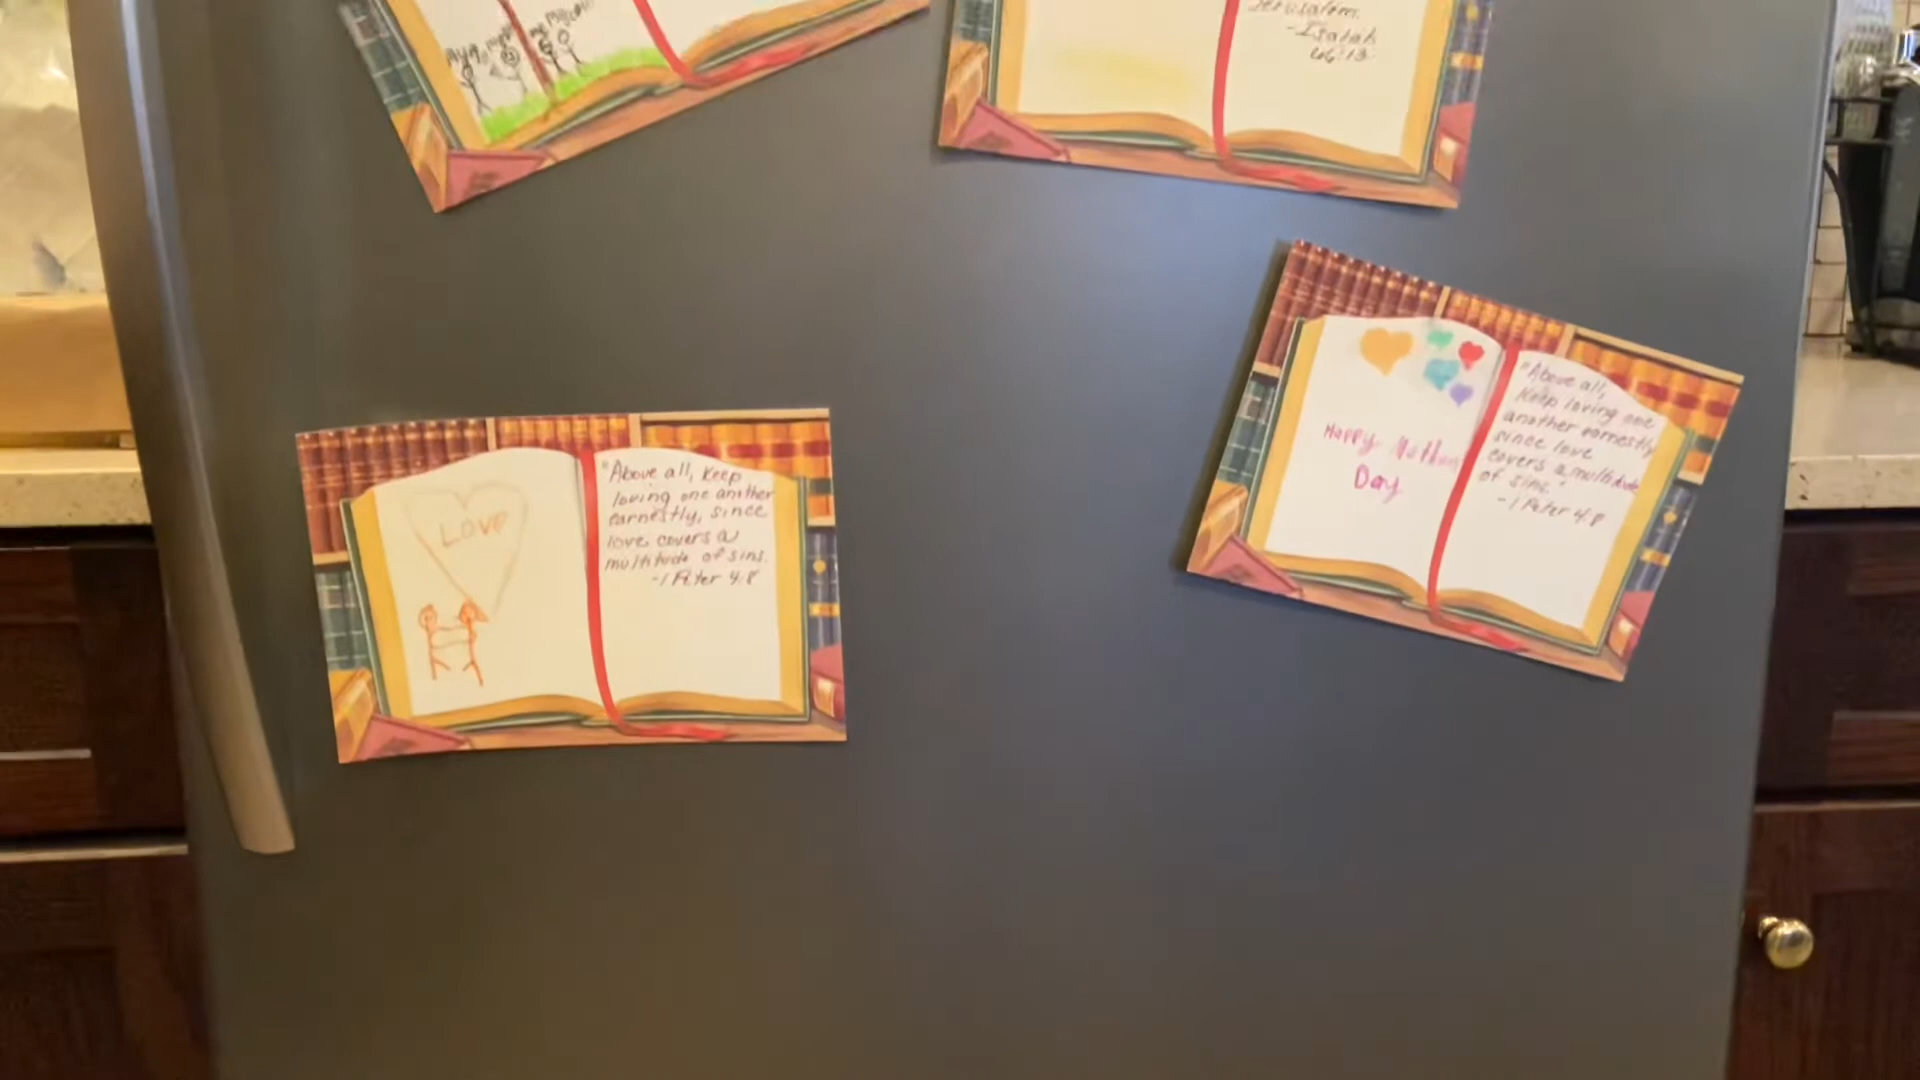 Jerusalem.
-Isaiah
66:13
LOVE
"Above all, Keep
loving one another
earnestly, since
love covers a
multitude of sins.
-1 Peter 4:8
Happy Mothers
Day
"Above all,
Keep loving one
another earnestly
since love
covers a multitude
of sins."
-1 Peter 4:8